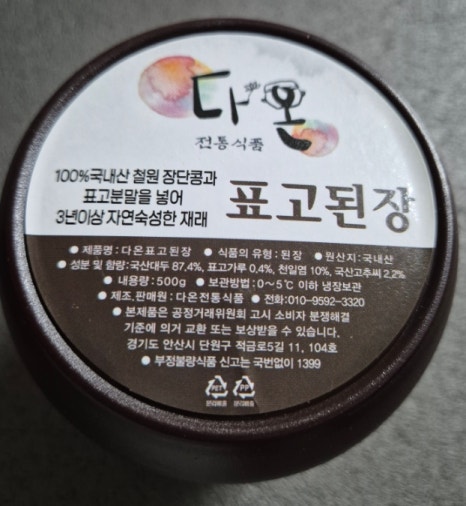 다온
전통식품
100%국내산 철원 장단콩과
표고분말을 넣어
3년이상 자연숙성한 재래
표고된장
● 제품명 : 다온표고된장 ● 식품의 유형 : 된장 ● 원산지 : 국내산
● 성분 및 함량: 국산대두 87,4%, 표고가루 0,4%, 천일염 10%, 국산고추씨 2,2%
● 내용량 : 500g ● 보관방법 : 0~5℃ 이하 냉장보관
● 제조. 판매원 : 다온전통식품 ● 전화:010-9592-3320
● 본제품은 공정거래위원회 고시 소비자 분쟁해결
기준에 의거 교환 또는 보상받을 수 있습니다.
경기도 안산시 단원구 적금로5길 11, 104호
● 부정불량식품 신고는 국번없이 1399
PET PP
분리배출 분리배출